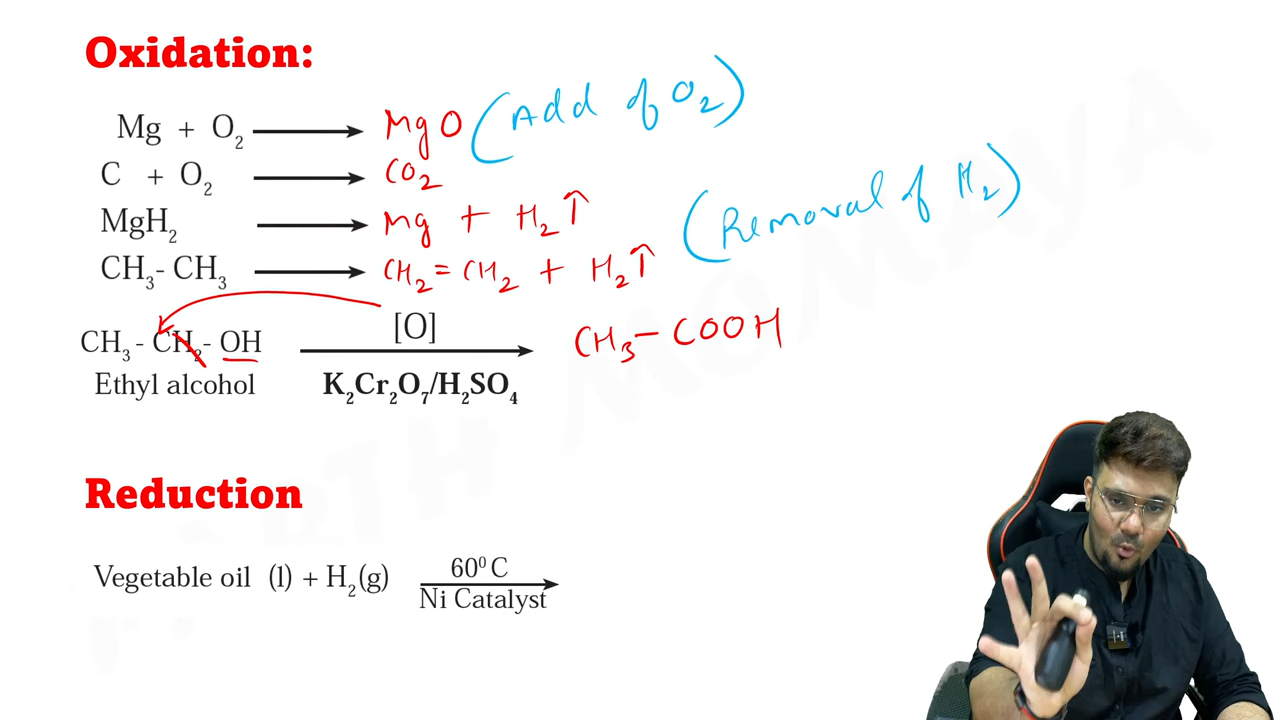 Oxidation:
Mg + O₂ ⟶ MgO (Add of O₂)
C + O₂ ⟶ CO₂
MgH₂ ⟶ Mg + H₂↑ (Removal of H₂)
CH₃- CH₃ ⟶ CH₂ = CH₂ + H₂↑
[O]
CH₃ - CH₂- OH ⟶ CH₃ – COOH
Ethyl alcohol K₂Cr₂O₇/H₂SO₄
Reduction
60⁰ C
Vegetable oil (l) + H₂(g) ⟶
Ni Catalyst